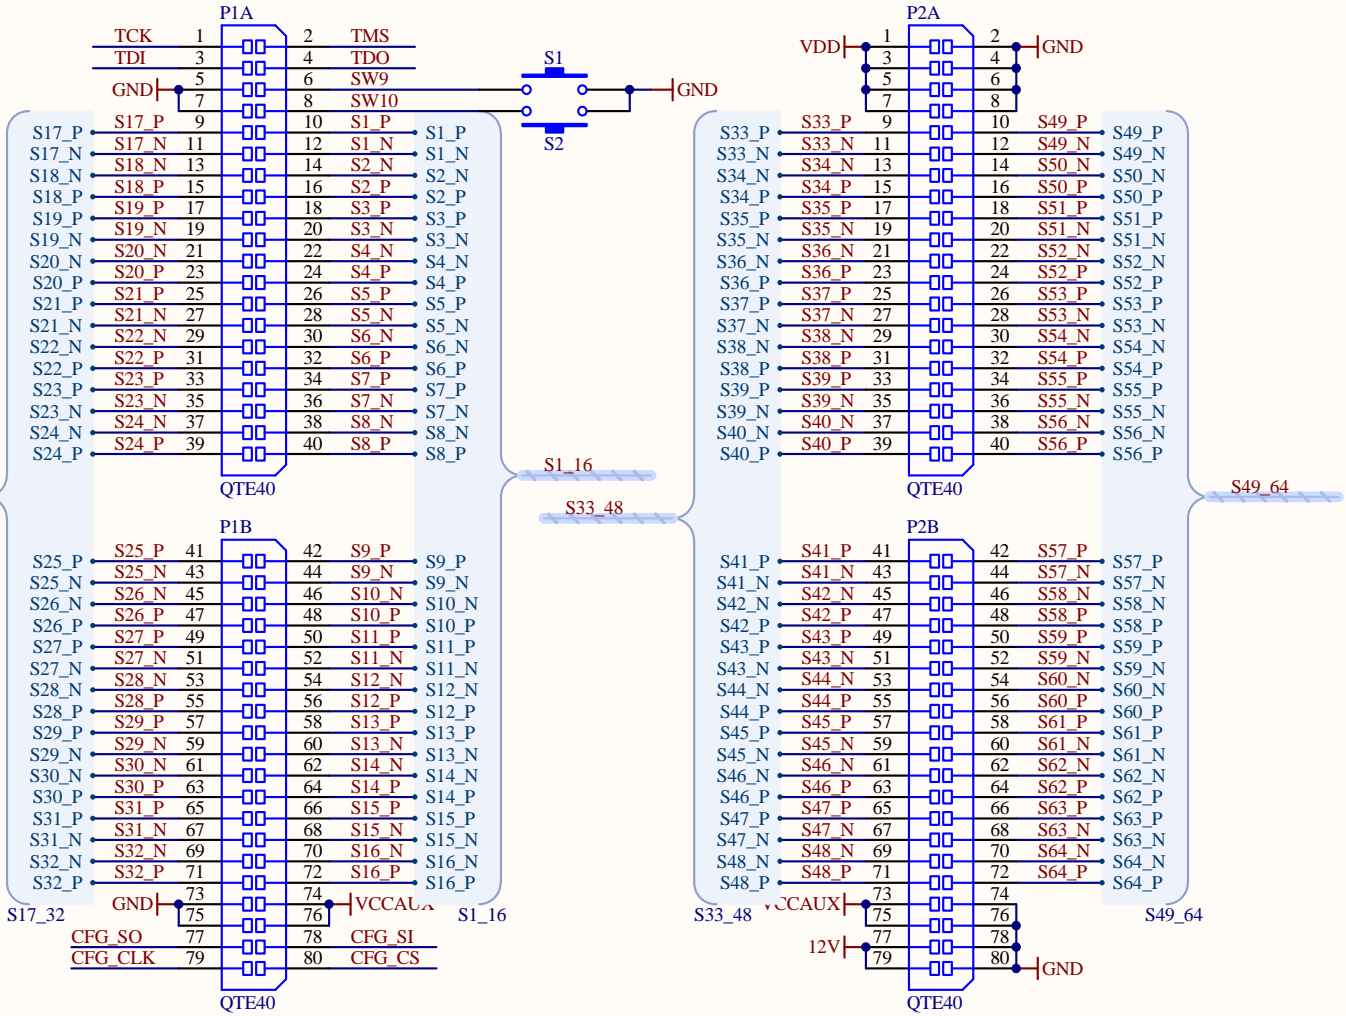 P1A
TCK 1 2 TMS
TDI 3 4 TDO
GND 5 6 SW9
7 8 SW10
S1
GND
S2
S17_P S17_P 9 10 S1_P S1_P
S17_N S17_N 11 12 S1_N S1_N
S18_N S18_N 13 14 S2_N S2_N
S18_P S18_P 15 16 S2_P S2_P
S19_P S19_P 17 18 S3_P S3_P
S19_N S19_N 19 20 S3_N S3_N
S20_N S20_N 21 22 S4_N S4_N
S20_P S20_P 23 24 S4_P S4_P
S21_P S21_P 25 26 S5_P S5_P
S21_N S21_N 27 28 S5_N S5_N
S22_N S22_N 29 30 S6_N S6_N
S22_P S22_P 31 32 S6_P S6_P
S23_P S23_P 33 34 S7_P S7_P
S23_N S23_N 35 36 S7_N S7_N
S24_N S24_N 37 38 S8_N S8_N
S24_P S24_P 39 40 S8_P S8_P
QTE40
S1_16
P1B
S25_P S25_P 41 42 S9_P S9_P
S25_N S25_N 43 44 S9_N S9_N
S26_N S26_N 45 46 S10_N S10_N
S26_P S26_P 47 48 S10_P S10_P
S27_P S27_P 49 50 S11_P S11_P
S27_N S27_N 51 52 S11_N S11_N
S28_N S28_N 53 54 S12_N S12_N
S28_P S28_P 55 56 S12_P S12_P
S29_P S29_P 57 58 S13_P S13_P
S29_N S29_N 59 60 S13_N S13_N
S30_N S30_N 61 62 S14_N S14_N
S30_P S30_P 63 64 S14_P S14_P
S31_P S31_P 65 66 S15_P S15_P
S31_N S31_N 67 68 S15_N S15_N
S32_N S32_N 69 70 S16_N S16_N
S32_P S32_P 71 72 S16_P S16_P
GND 73 74 VCCAUX
S17_32 75 76 S1_16
CFG_SO 77 78 CFG_SI
CFG_CLK 79 80 CFG_CS
QTE40
P2A
VDD 1 2 GND
3 4
5 6
7 8
S33_P S33_P 9 10 S49_P S49_P
S33_N S33_N 11 12 S49_N S49_N
S34_N S34_N 13 14 S50_N S50_N
S34_P S34_P 15 16 S50_P S50_P
S35_P S35_P 17 18 S51_P S51_P
S35_N S35_N 19 20 S51_N S51_N
S36_N S36_N 21 22 S52_N S52_N
S36_P S36_P 23 24 S52_P S52_P
S37_P S37_P 25 26 S53_P S53_P
S37_N S37_N 27 28 S53_N S53_N
S38_N S38_N 29 30 S54_N S54_N
S38_P S38_P 31 32 S54_P S54_P
S39_P S39_P 33 34 S55_P S55_P
S39_N S39_N 35 36 S55_N S55_N
S40_N S40_N 37 38 S56_N S56_N
S40_P S40_P 39 40 S56_P S56_P
QTE40
S49_64
S33_48
P2B
S41_P S41_P 41 42 S57_P S57_P
S41_N S41_N 43 44 S57_N S57_N
S42_N S42_N 45 46 S58_N S58_N
S42_P S42_P 47 48 S58_P S58_P
S43_P S43_P 49 50 S59_P S59_P
S43_N S43_N 51 52 S59_N S59_N
S44_N S44_N 53 54 S60_N S60_N
S44_P S44_P 55 56 S60_P S60_P
S45_P S45_P 57 58 S61_P S61_P
S45_N S45_N 59 60 S61_N S61_N
S46_N S46_N 61 62 S62_N S62_N
S46_P S46_P 63 64 S62_P S62_P
S47_P S47_P 65 66 S63_P S63_P
S47_N S47_N 67 68 S63_N S63_N
S48_N S48_N 69 70 S64_N S64_N
S48_P S48_P 71 72 S64_P S64_P
VCCAUX 73 74
S33_48 75 76 S49_64
12V 77 78
79 80 GND
QTE40